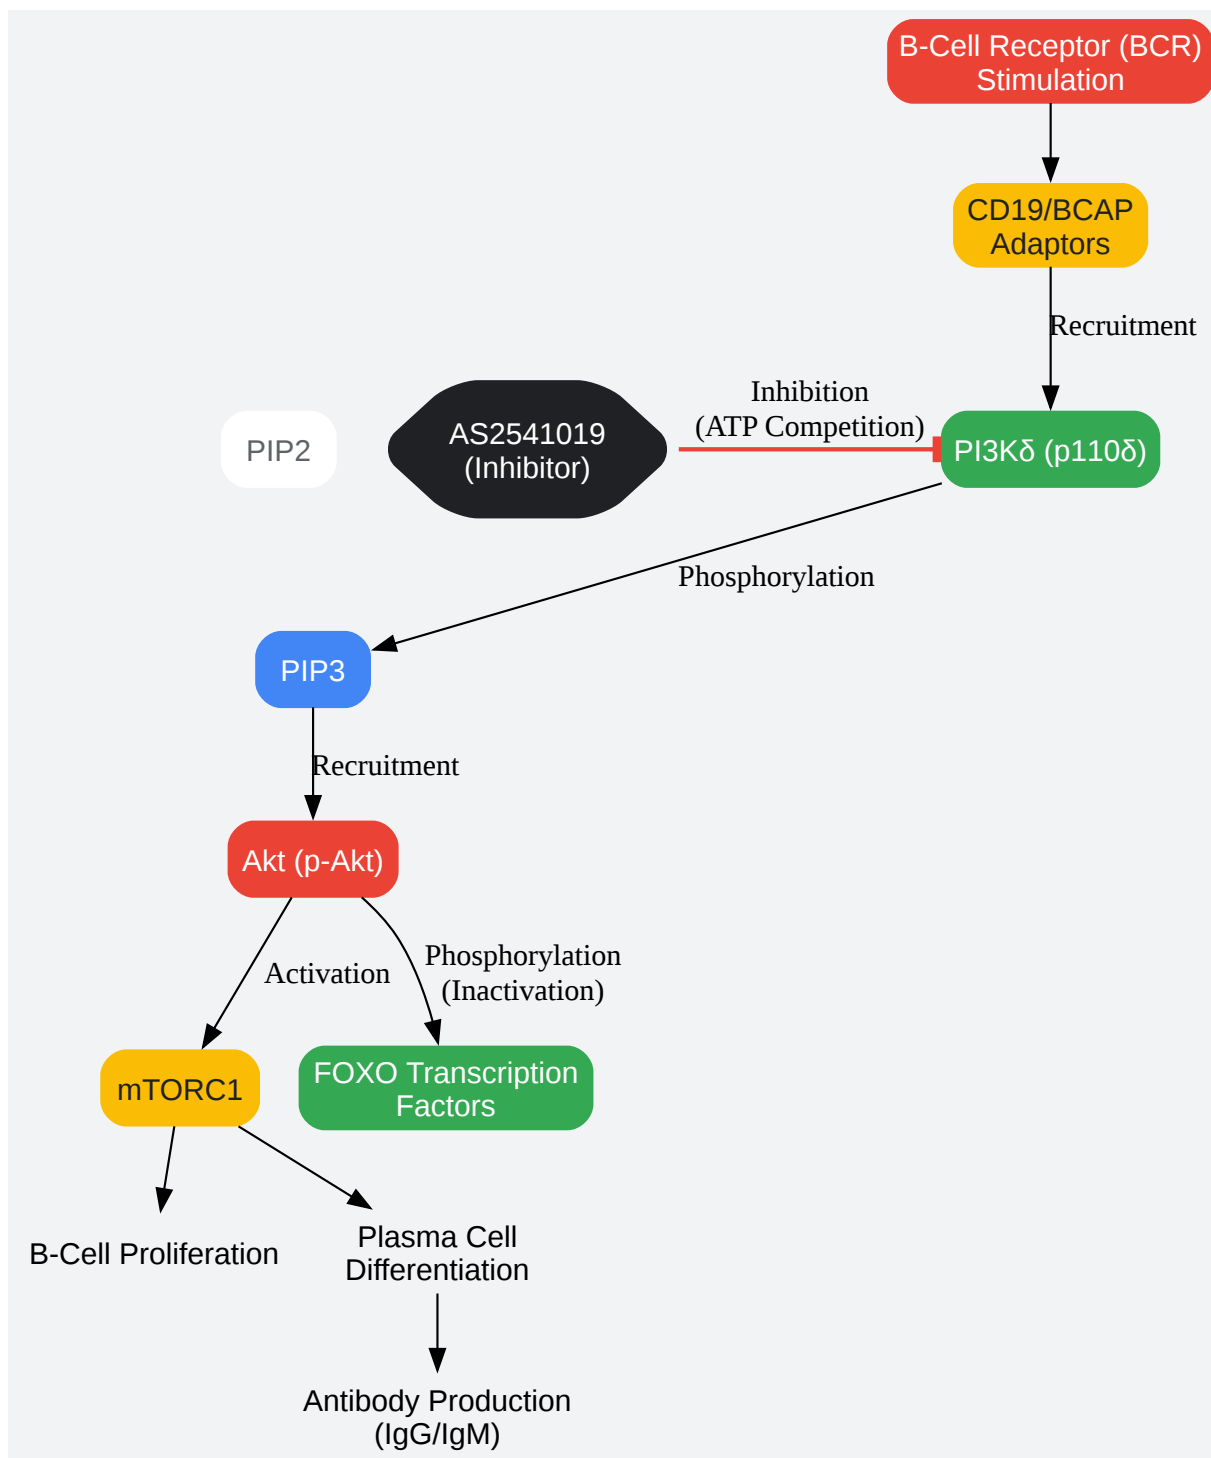 B-Cell Receptor (BCR)
Stimulation
CD19/BCAP
Adaptors
Recruitment
Inhibition
(ATP Competition)
PIP2
AS2541019
(Inhibitor)
PI3Kδ (p110δ)
Phosphorylation
PIP3
Recruitment
Akt (p-Akt)
Activation
Phosphorylation
(Inactivation)
mTORC1
FOXO Transcription
Factors
B-Cell Proliferation
Plasma Cell
Differentiation
Antibody Production
(IgG/IgM)